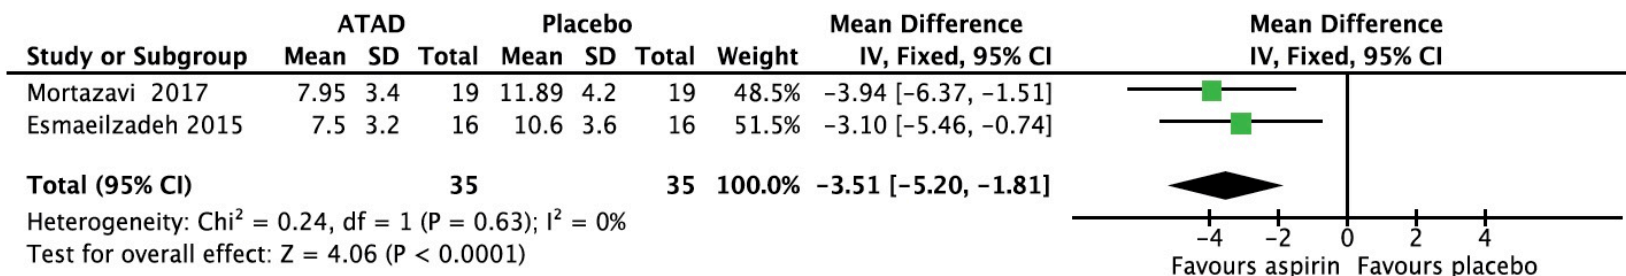 ATAD Placebo Mean Difference Mean Difference
Study or Subgroup Mean SD Total Mean SD Total Weight IV, Fixed, 95% CI IV, Fixed, 95% CI
Mortazavi 2017 7.95 3.4 19 11.89 4.2 19 48.5% −3.94 [−6.37, −1.51]
Esmaeilzadeh 2015 7.5 3.2 16 10.6 3.6 16 51.5% −3.10 [−5.46, −0.74]
Total (95% CI) 35 35 100.0% −3.51 [−5.20, −1.81]
Heterogeneity: Chi² = 0.24, df = 1 (P = 0.63); I² = 0%
Test for overall effect: Z = 4.06 (P < 0.0001)
−4 −2 0 2 4
Favours aspirin Favours placebo